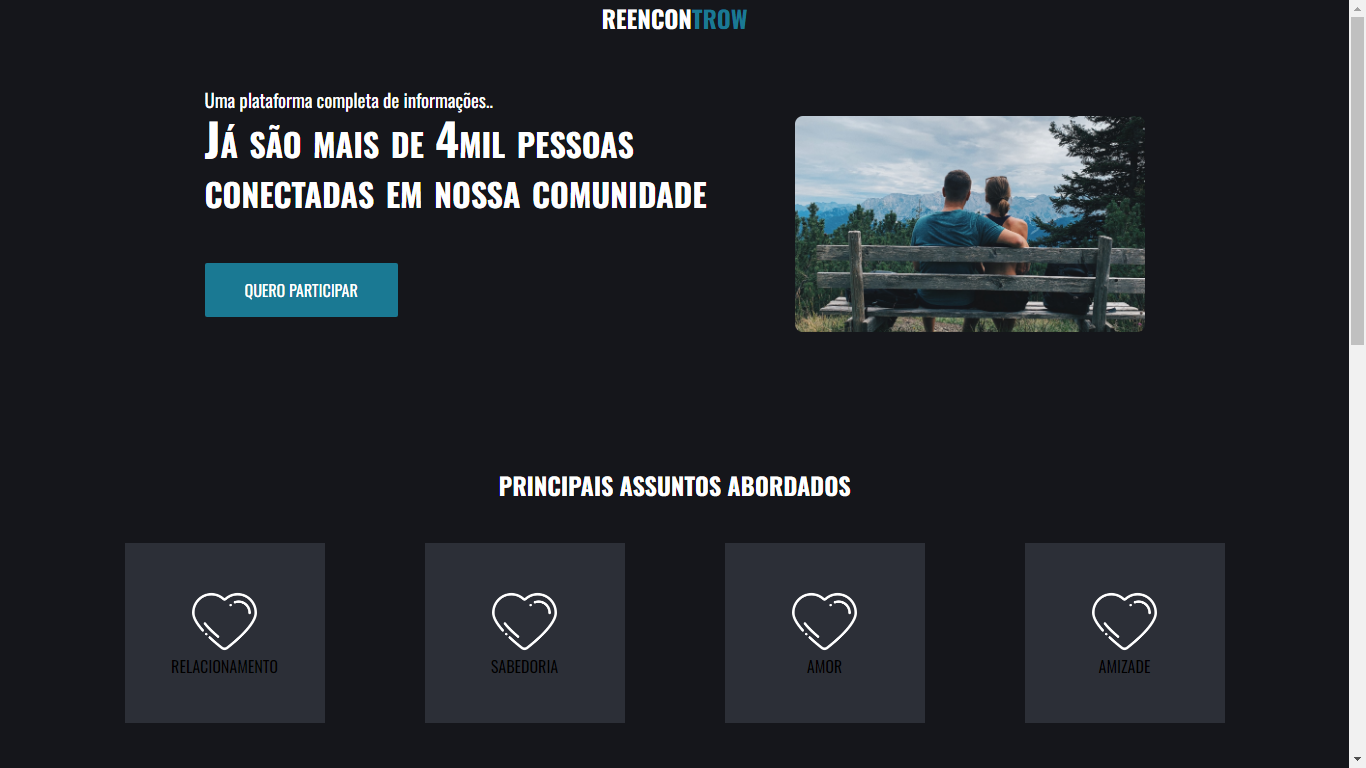 REENCONTROW
Uma plataforma completa de informações..
Já são mais de 4mil pessoas
conectadas em nossa comunidade
QUERO PARTICIPAR
PRINCIPAIS ASSUNTOS ABORDADOS
RELACIONAMENTO
SABEDORIA
AMOR
AMIZADE